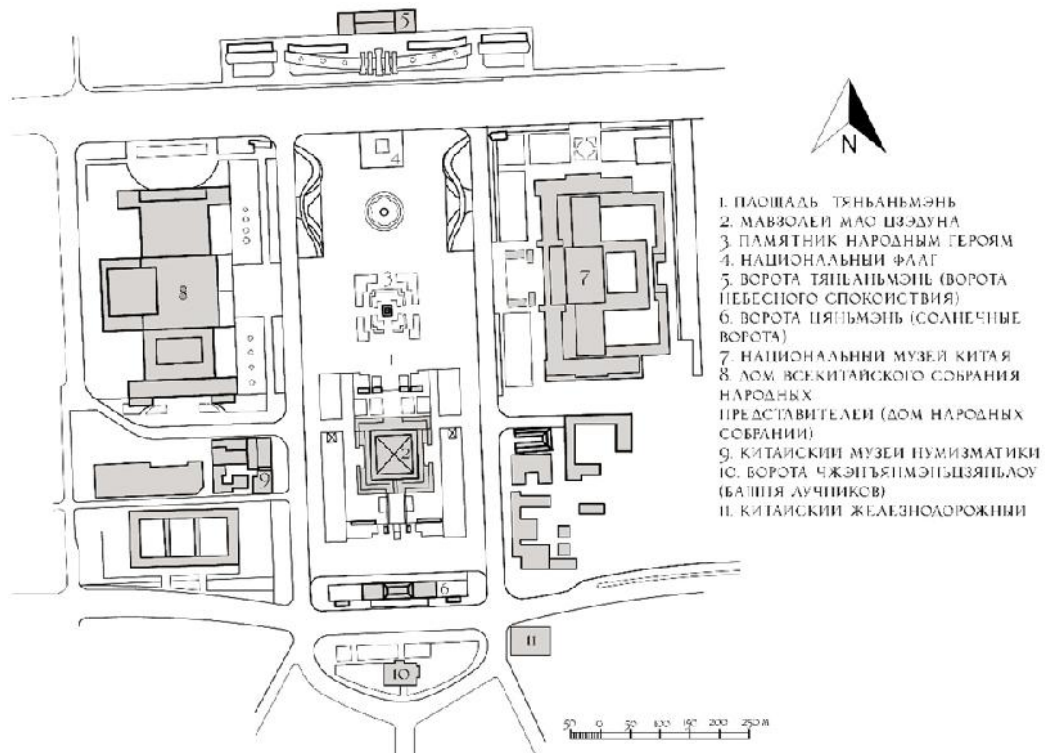 5
4
N
3
7
8
1
2
9
6
11
10
1. ПЛОЩАДЬ ТЯНЬАНЬМЭНЬ
2. МАВЗОЛЕЙ МАО ЦЗЭДУНА
3. ПАМЯТНИК НАРОДНЫМ ГЕРОЯМ
4. НАЦИОНАЛЬНЫЙ ФЛАГ
5. ВОРОТА ТЯНЬАНЬМЭНЬ (ВОРОТА
НЕБЕСНОГО СПОКОЙСТВИЯ)
6. ВОРОТА ЦЯНЬМЭНЬ (СОЛНЕЧНЫЕ
ВОРОТА)
7. НАЦИОНАЛЬНЫЙ МУЗЕЙ КИТАЯ
8. ДОМ ВСЕКИТАЙСКОГО СОБРАНИЯ
НАРОДНЫХ
ПРЕДСТАВИТЕЛЕЙ (ДОМ НАРОДНЫХ
СОБРАНИЙ)
9. КИТАЙСКИЙ МУЗЕЙ НУМИЗМАТИКИ
10. ВОРОТА ЧЖЭНЪЯНМЭНЬЦЗЯНЬЛОУ
(БАШНЯ ЛУЧНИКОВ)
11. КИТАЙСКИЙ ЖЕЛЕЗНОДОРОЖНЫЙ
50 0 50 100 150 200 250 М